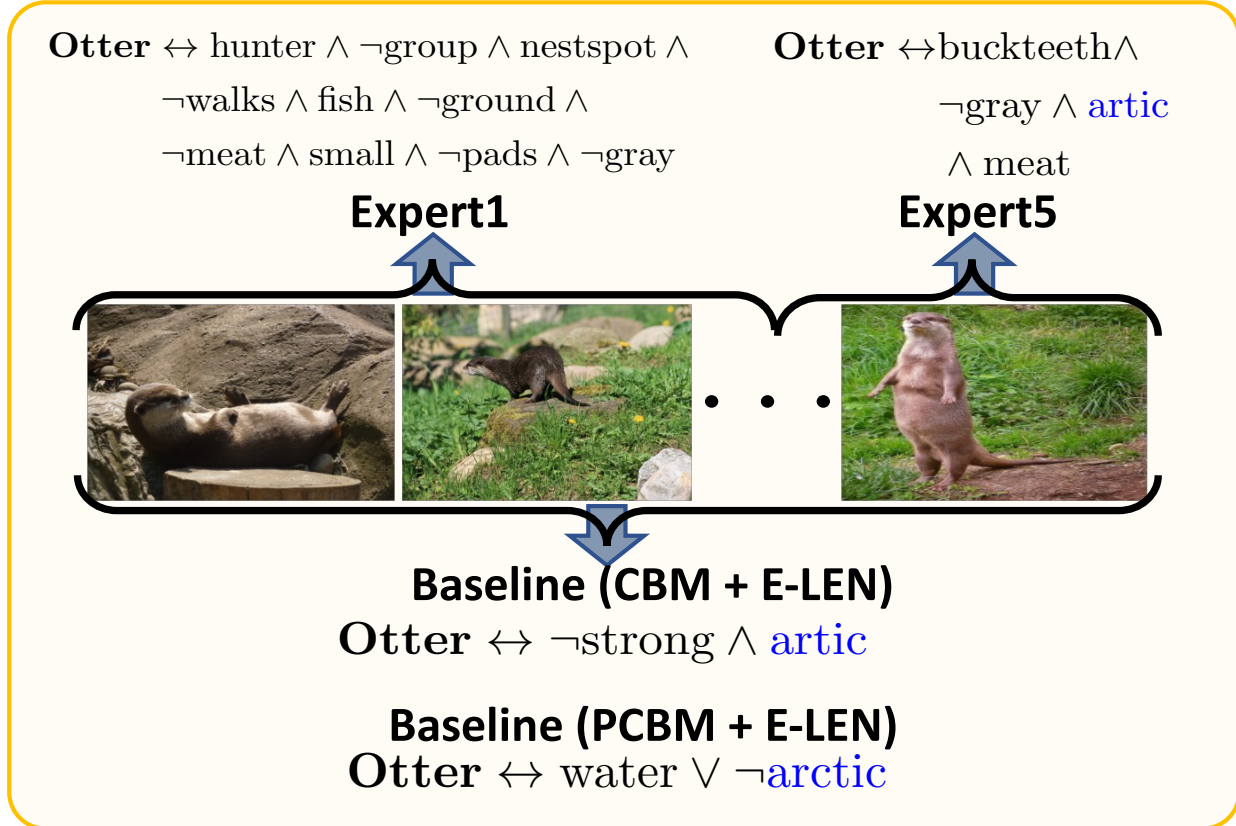 Otter ↔ hunter ∧ ¬group ∧ nestspot ∧
¬walks ∧ fish ∧ ¬ground ∧
¬meat ∧ small ∧ ¬pads ∧ ¬gray
Expert1
Otter ↔buckteeth∧
¬gray ∧ artic
∧ meat
Expert5
Baseline (CBM + E-LEN)
Otter ↔ ¬strong ∧ artic
Baseline (PCBM + E-LEN)
Otter ↔ water ∨ ¬arctic